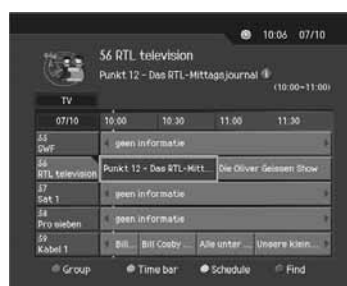 10:06 07/10
56 RTL television
Punkt 12 - Das RTL-Mittagsjournal
(10:00~11:00)
TV
07/10 10:00 10:30 11:00 11:30
55
SWF
geen informatie
56
RTL television
Punkt 12 - Das RTL-Mitt... Die Oliver Geissen Show
57
Sat 1
geen informatie
58
Pro sieben
geen informatie
59
Kabel 1
Bill... Bill Cosby ... Alle unter ... Unsere klein...
Group Time bar Schedule Find